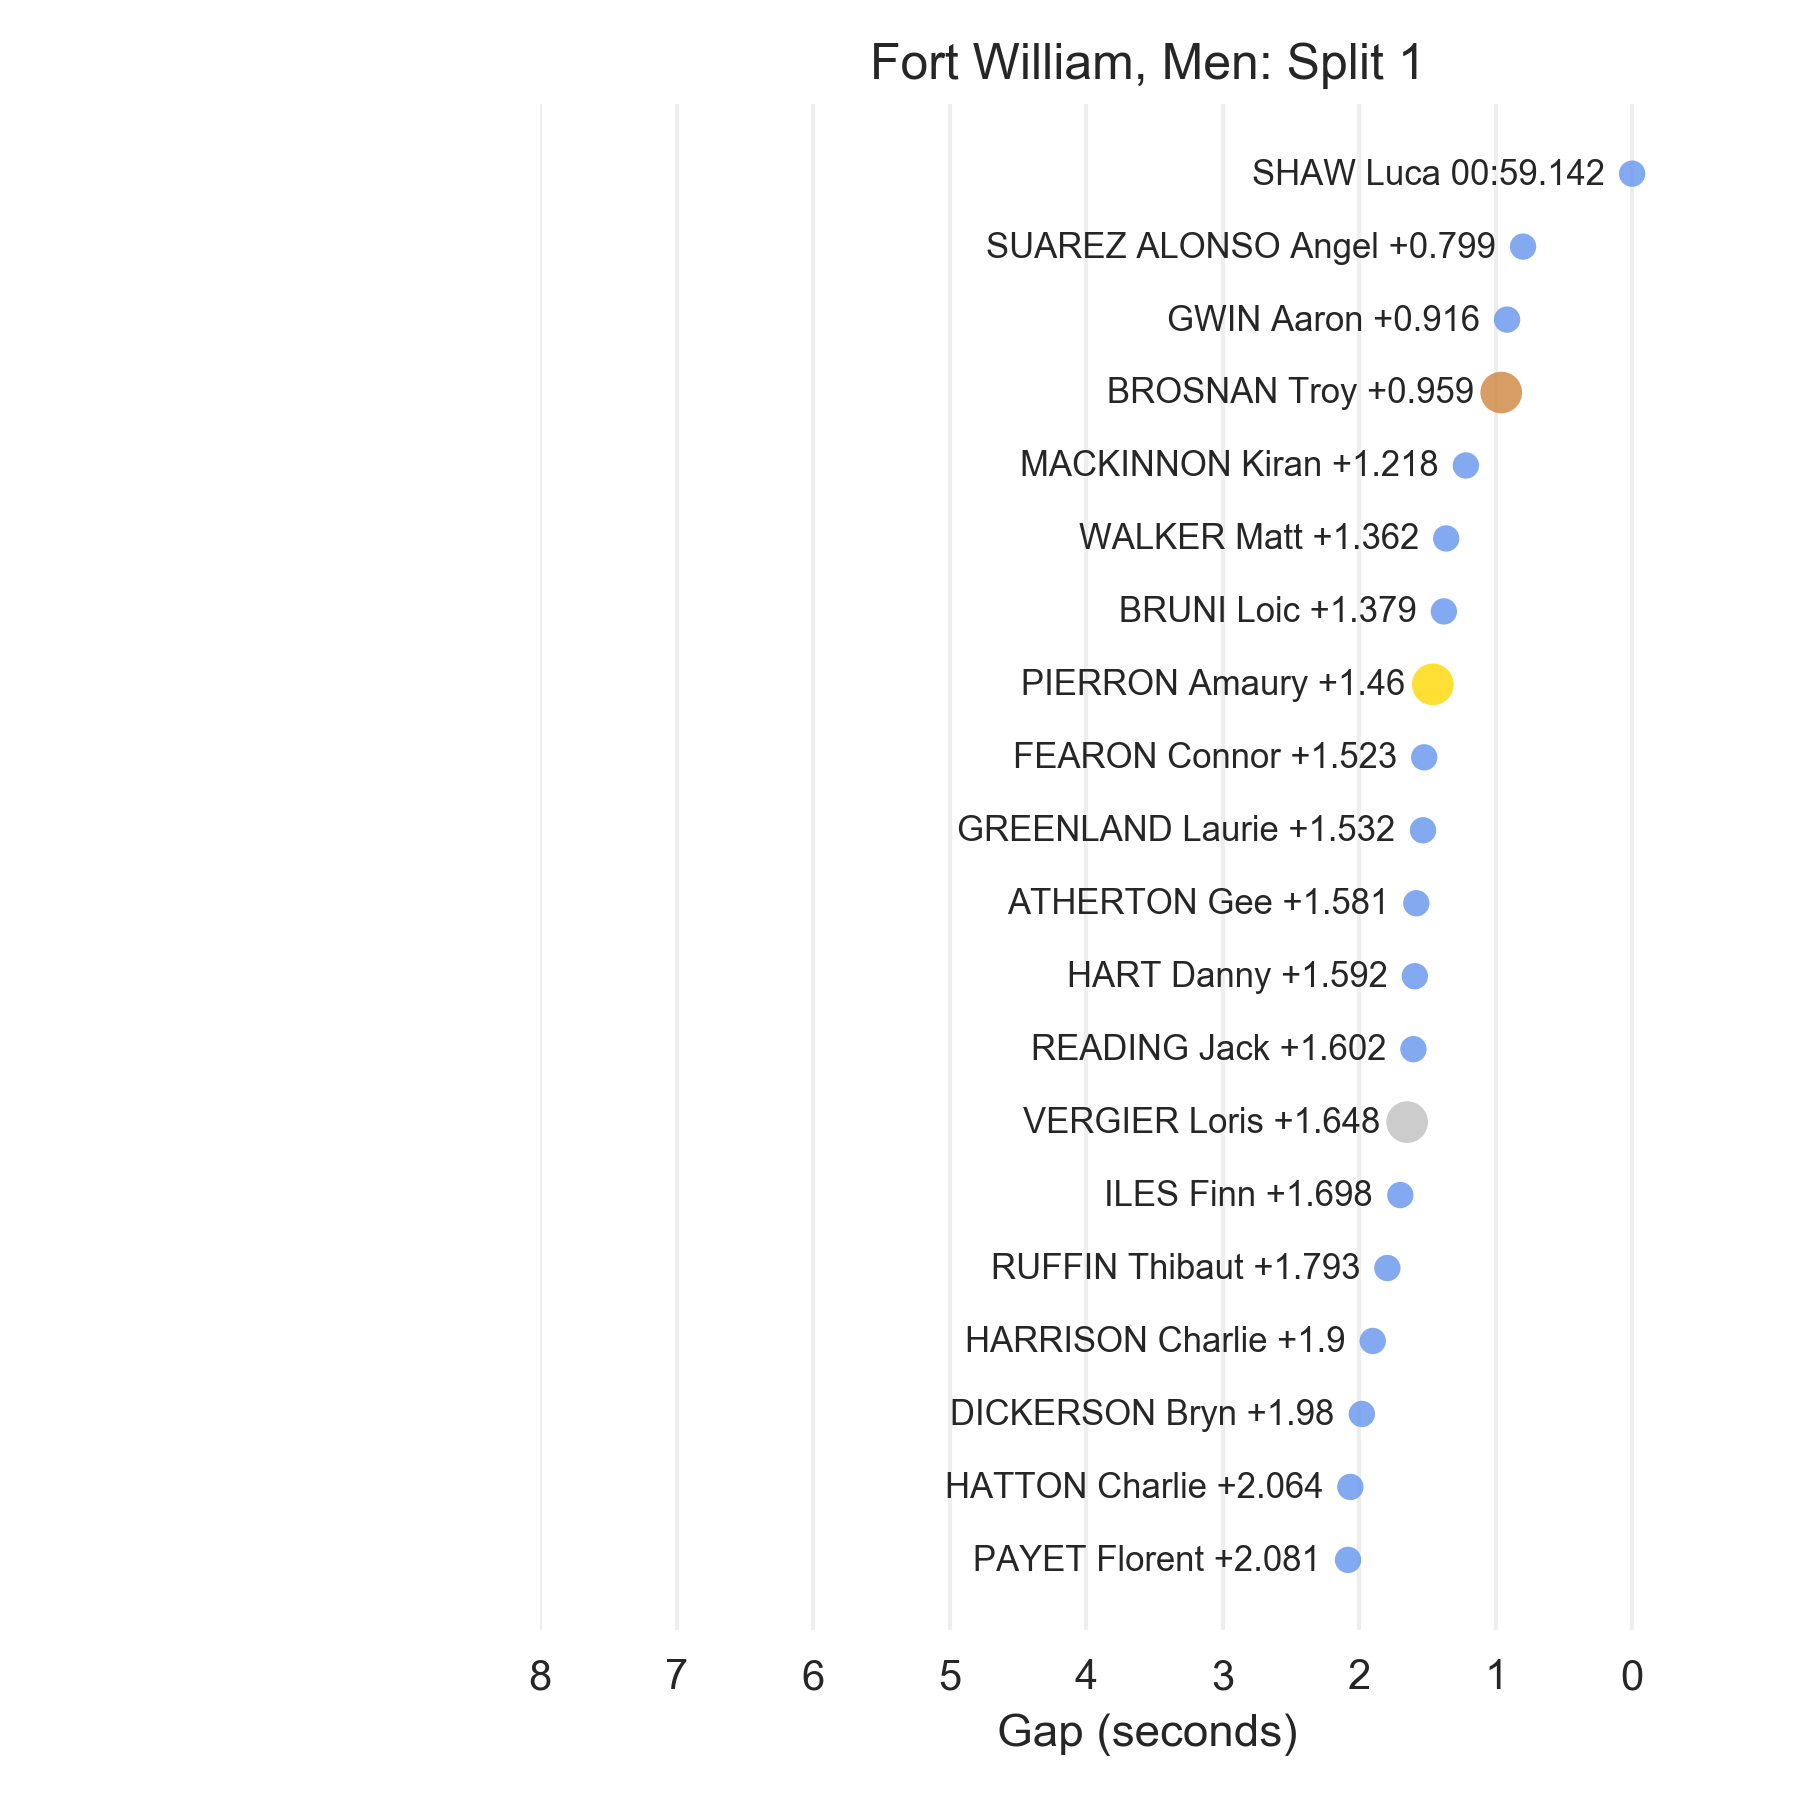 Fort William, Men: Split 1
SHAW Luca 00:59.142
SUAREZ ALONSO Angel +0.799
GWIN Aaron +0.916
BROSNAN Troy +0.959
MACKINNON Kiran +1.218
WALKER Matt +1.362
BRUNI Loic +1.379
PIERRON Amaury +1.46
FEARON Connor +1.523
GREENLAND Laurie +1.532
ATHERTON Gee +1.581
HART Danny +1.592
READING Jack +1.602
VERGIER Loris +1.648
ILES Finn +1.698
RUFFIN Thibaut +1.793
HARRISON Charlie +1.9
DICKERSON Bryn +1.98
HATTON Charlie +2.064
PAYET Florent +2.081
8 7 6 5 4 3 2 1 0
Gap (seconds)